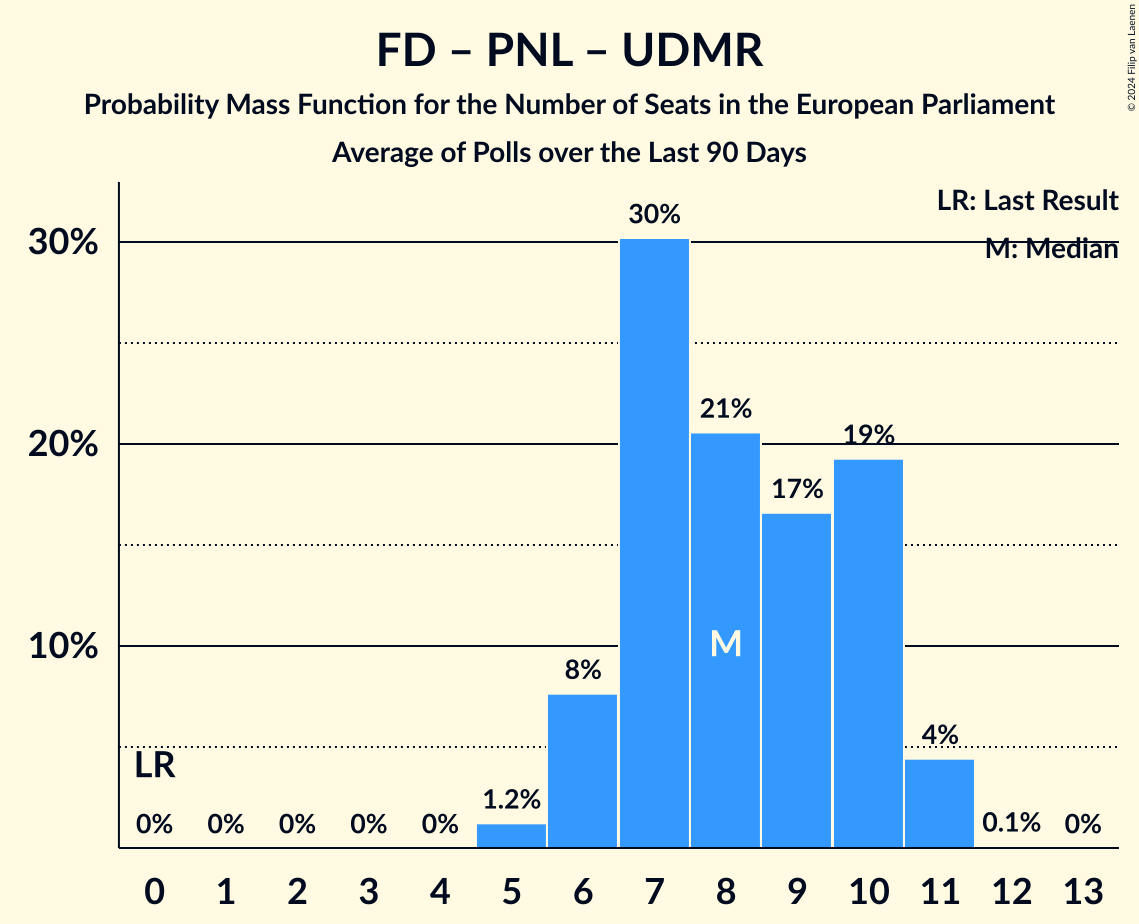 FD – PNL – UDMR
Probability Mass Function for the Number of Seats in the European Parliament
Average of Polls over the Last 90 Days
© 2024 Filip van Laenen
LR: Last Result
M: Median
30%
20%
10%
LR
0%
0%
0%
0%
0%
1.2%
8%
30%
21%
M
17%
19%
4%
0.1%
0%
0 1 2 3 4 5 6 7 8 9 10 11 12 13